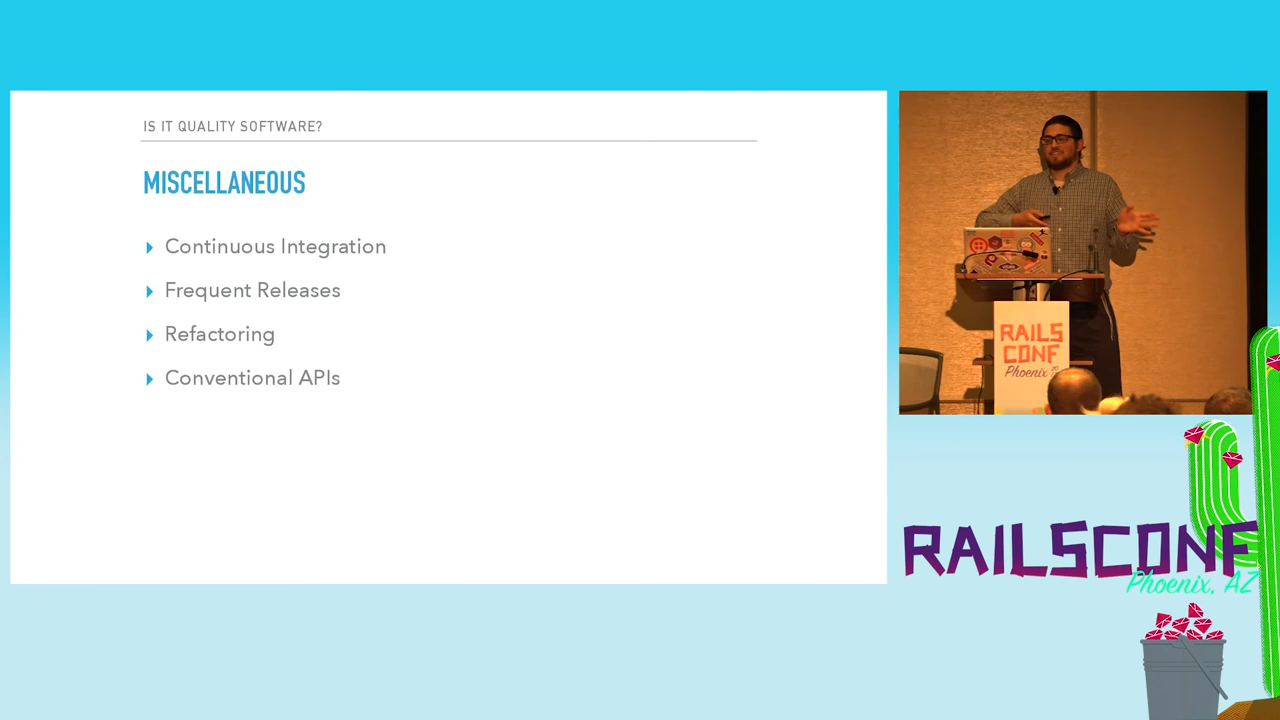 IS IT QUALITY SOFTWARE?
MISCELLANEOUS
Continuous Integration
Frequent Releases
Refactoring
Conventional APIs
RAILS
CONF
Phoenix
RAILSCONF
Phoenix, AZ